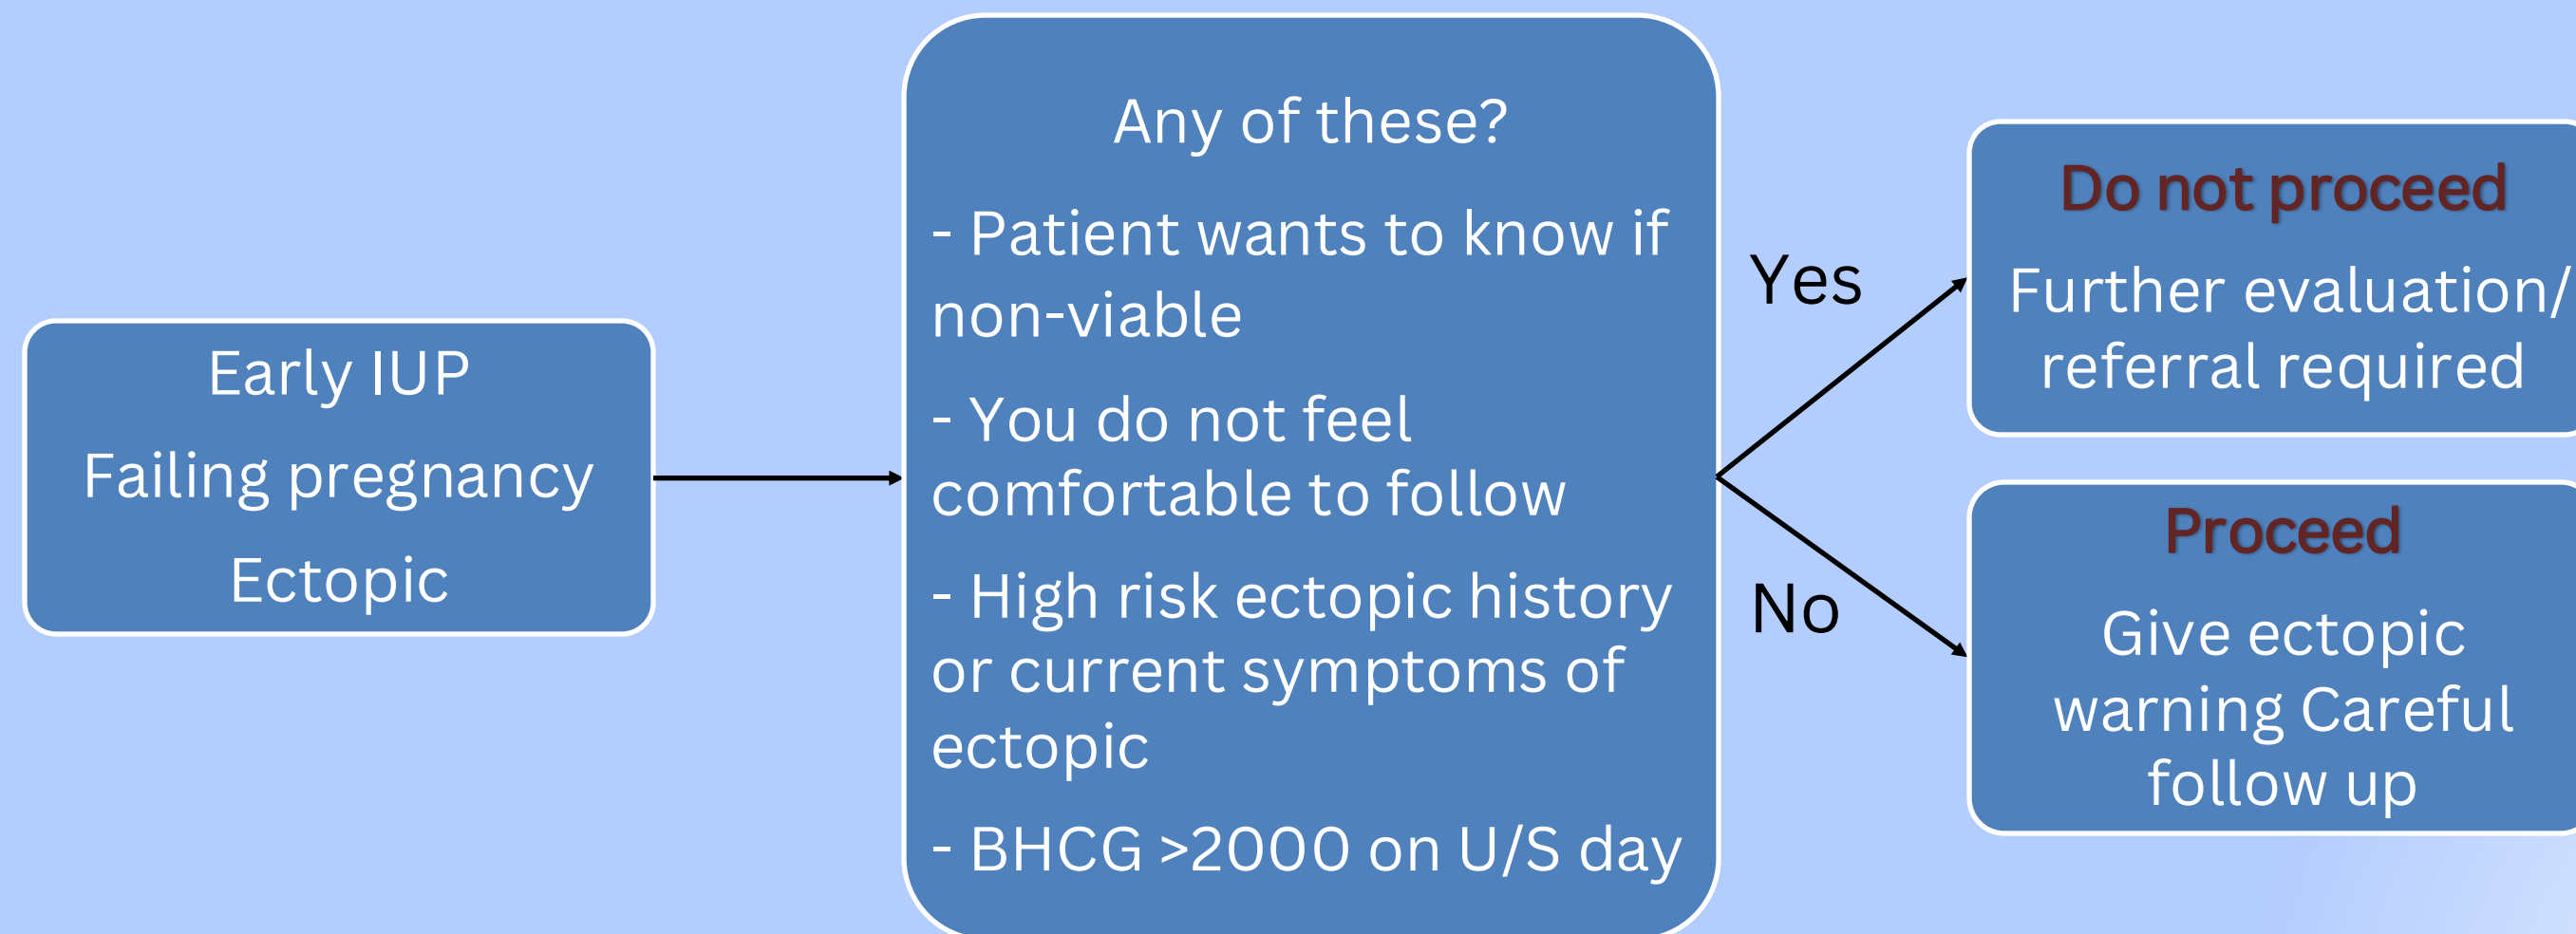 Early IUP
Failing pregnancy
Ectopic
Any of these?
- Patient wants to know if
non-viable
- You do not feel
comfortable to follow
- High risk ectopic history
or current symptoms of
ectopic
- BHCG >2000 on U/S day
Yes
Do not proceed
Further evaluation/
referral required
No
Proceed
Give ectopic
warning Careful
follow up